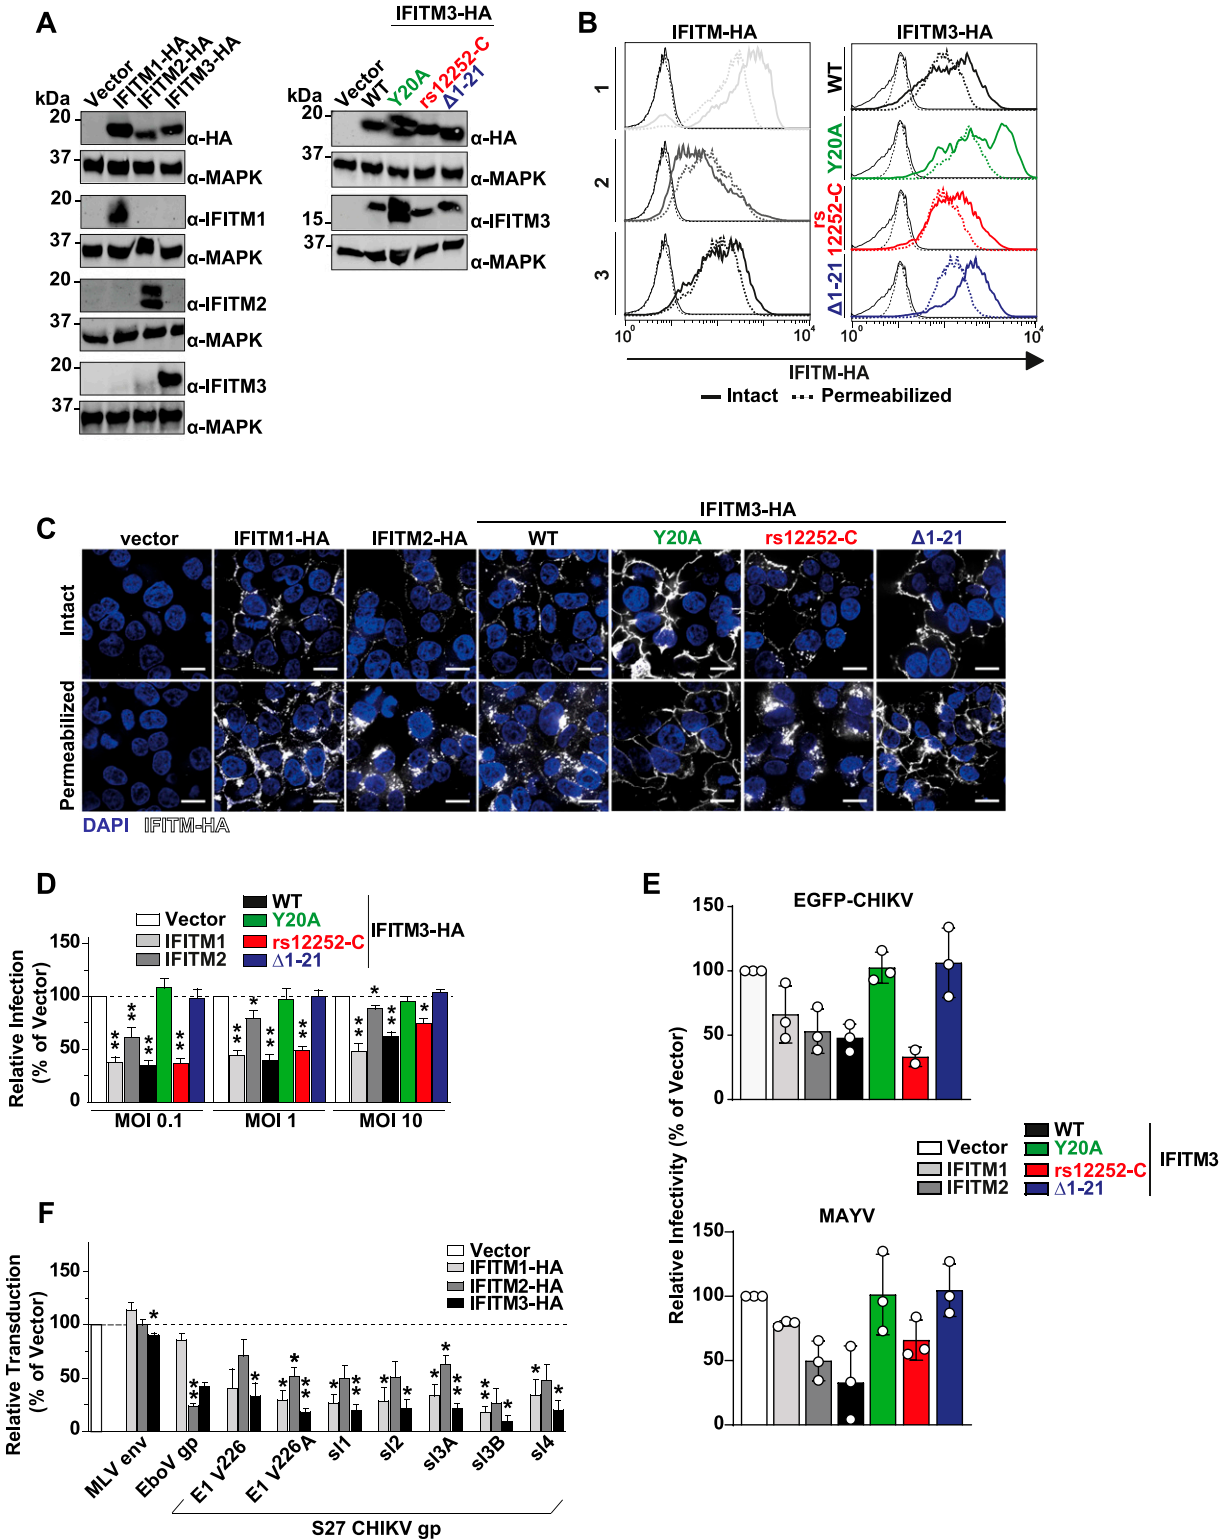 A
Vector
IFITM1-HA
IFITM2-HA
IFITM3-HA
kDa
20
α-HA
37
α-MAPK
20
15
α-IFITM1
37
α-MAPK
20
15
α-IFITM2
37
α-MAPK
20
15
α-IFITM3
37
α-MAPK
IFITM3-HA
Vector
WT
Y20A
rs12252-C
Δ1-21
kDa
20
α-HA
37
α-MAPK
15
α-IFITM3
37
α-MAPK
B
IFITM-HA
IFITM3-HA
1
2
3
WT
Y20A
rs
12252-C
Δ1-21
10⁰
10⁴
10⁰
10⁴
IFITM-HA
Intact
Permeabilized
C
IFITM3-HA
vector
IFITM1-HA
IFITM2-HA
WT
Y20A
rs12252-C
Δ1-21
Intact
Permeabilized
DAPI
IFITM-HA
D
Vector
IFITM1
IFITM2
WT
Y20A
rs12252-C
Δ1-21
IFITM3-HA
Relative Infection
(% of Vector)
150
100
50
0
** ** ** **
** * ** **
** * ** *
MOI 0.1
MOI 1
MOI 10
E
EGFP-CHIKV
150
100
50
0
Relative Infectivity (% of Vector)
Vector
IFITM1
IFITM2
WT
Y20A
rs12252-C
Δ1-21
IFITM3
MAYV
150
100
50
0
F
Vector
IFITM1-HA
IFITM2-HA
IFITM3-HA
Relative Transduction
(% of Vector)
150
100
50
0
* ** * * * ** * ** * * * * ** ** * * *
MLV env
EboV gp
E1 V226
E1 V226A
sl1
sl2
sl3A
sl3B
sl4
S27 CHIKV gp